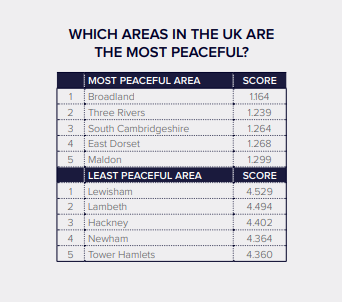 WHICH AREAS IN THE UK ARE
THE MOST PEACEFUL?
MOST PEACEFUL AREA SCORE
1 Broadland 1.164
2 Three Rivers 1.239
3 South Cambridgeshire 1.264
4 East Dorset 1.268
5 Maldon 1.299
LEAST PEACEFUL AREA SCORE
1 Lewisham 4.529
2 Lambeth 4.494
3 Hackney 4.402
4 Newham 4.364
5 Tower Hamlets 4.360